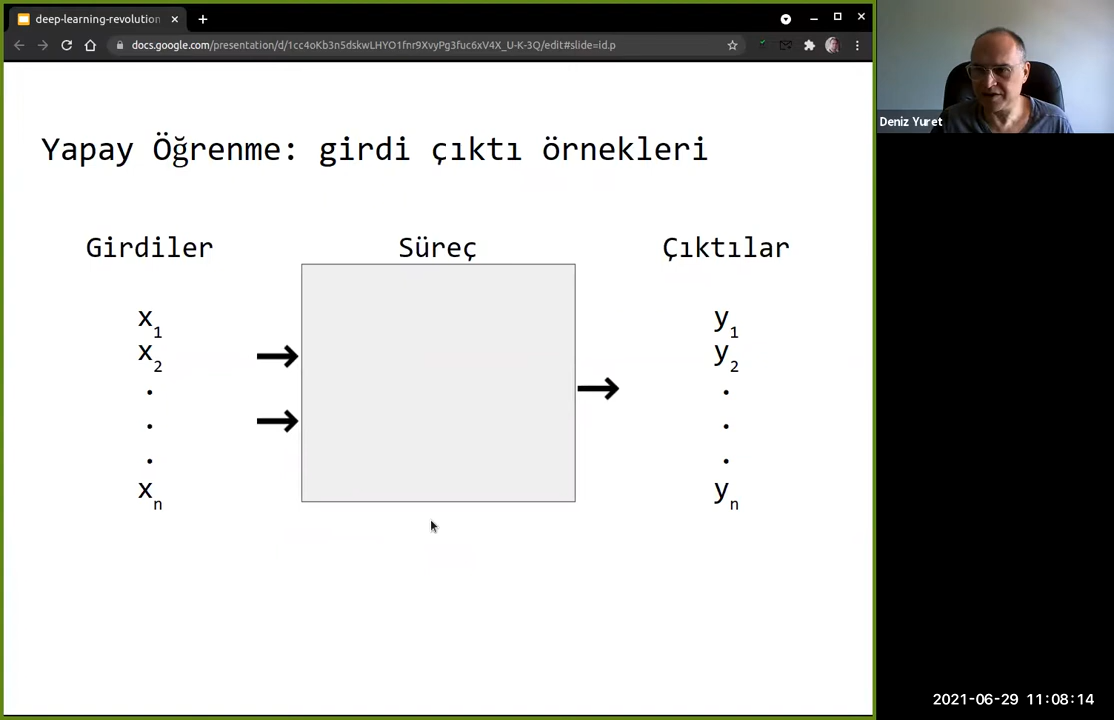 deep-learning-revolution
docs.google.com/presentation/d/1cc4oKb3n5dskwLHYO1fnr9XvyPg3fuc6xV4X_U-K-3Q/edit#slide=id.p
Deniz Yuret
Yapay Öğrenme: girdi çıktı örnekleri
Girdiler Süreç Çıktılar
x1 y1
x2 y2
. .
. .
. .
xn yn
2021-06-29 11:08:14